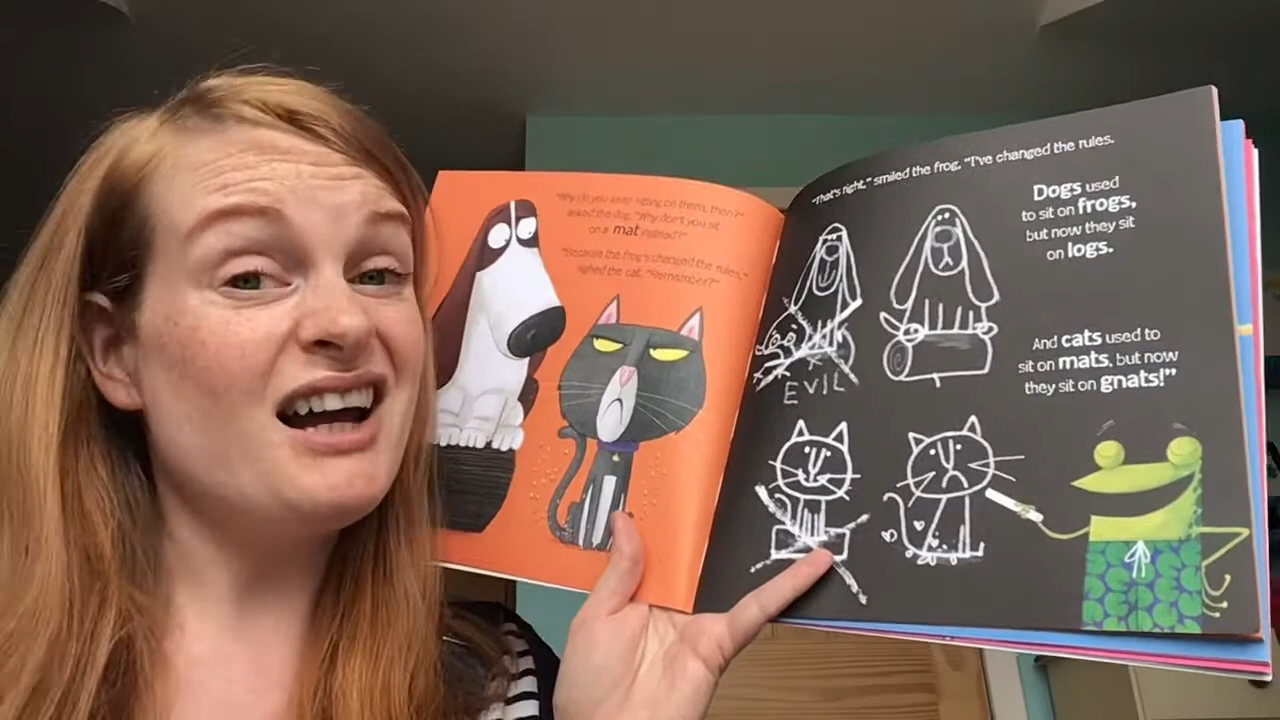 "Why do you keep sitting on them, then?"
asked the dog. "Why don't you sit
on a mat instead?"
"Because the frog's changed the rules,"
sighed the cat. "Remember?"
"That's right," smiled the frog, "I've changed the rules.
Dogs used
to sit on frogs,
but now they sit
on logs.
And cats used to
sit on mats, but now
they sit on gnats!"
EVIL